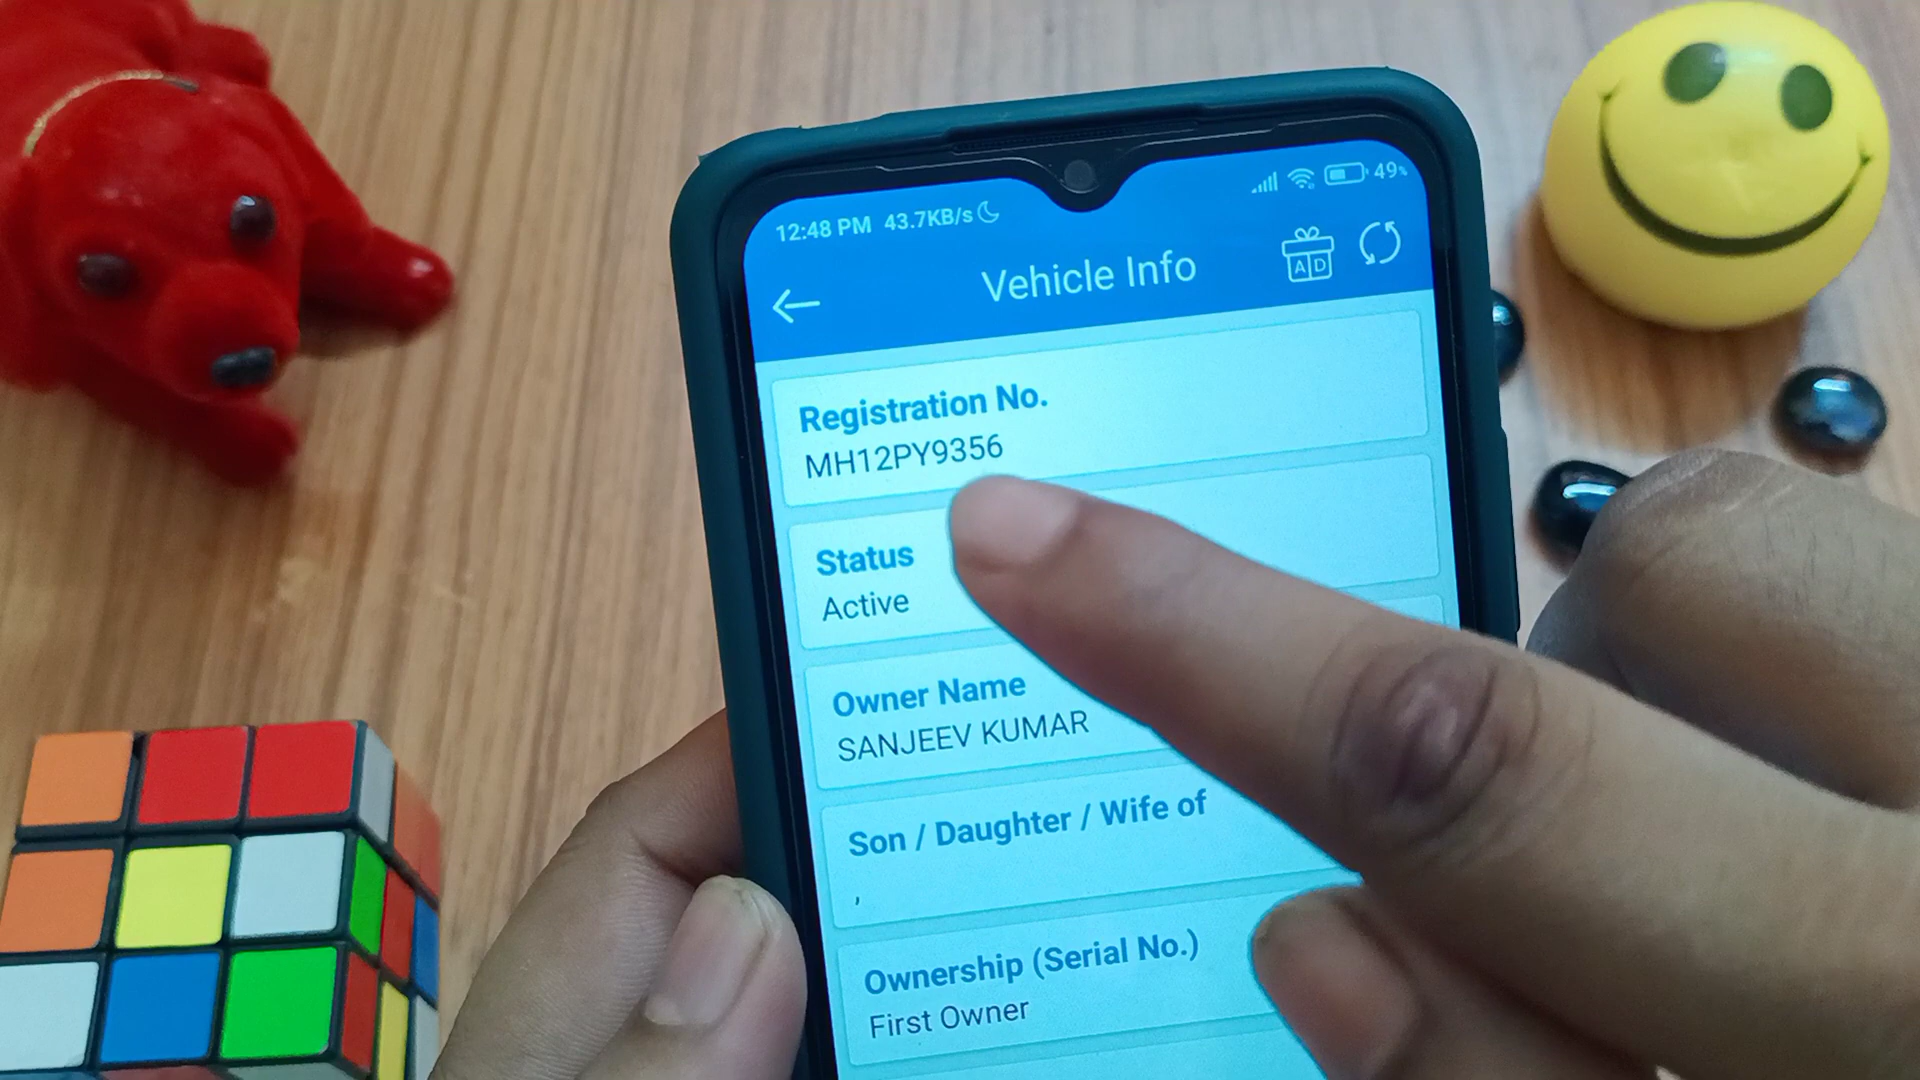 12:48 PM 43.7KB/s 49%
Vehicle Info
AD
Registration No.
MH12PY9356
Status
Active
Owner Name
SANJEEV KUMAR
Son / Daughter / Wife of
,
Ownership (Serial No.)
First Owner